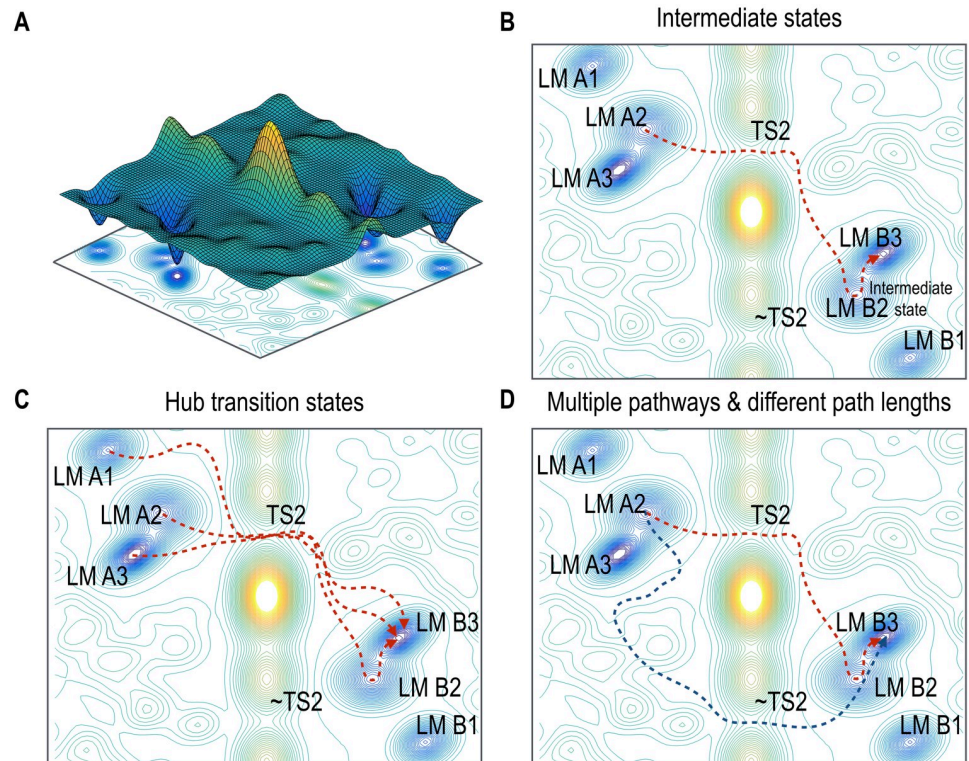 A
B
Intermediate states
LM A1
LM A2
TS2
LM A3
LM B3
Intermediate
state
LM B2
~TS2
LM B1
C
Hub transition states
LM A1
LM A2
TS2
LM A3
LM B3
LM B2
~TS2
LM B1
D
Multiple pathways & different path lengths
LM A1
LM A2
TS2
LM A3
LM B3
LM B2
~TS2
LM B1